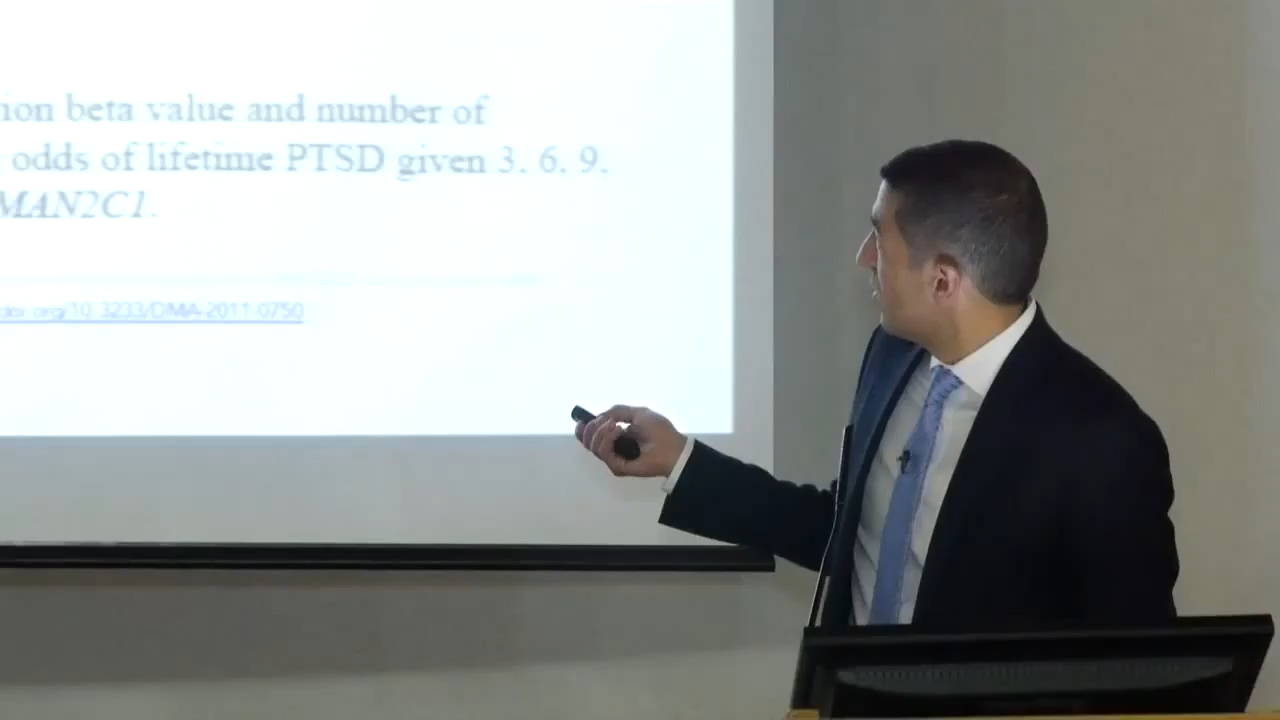 ion beta value and number of
odds of lifetime PTSD given 3, 6, 9,
MAN2C1.
doi.org/10.3233/DMA-2011-0750